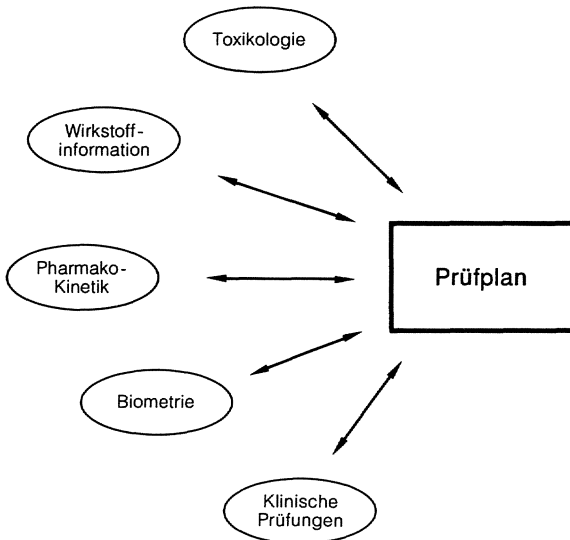 Toxikologie
Wirkstoff-
information
Pharmako-
Kinetik
Prüfplan
Biometrie
Klinische
Prüfungen